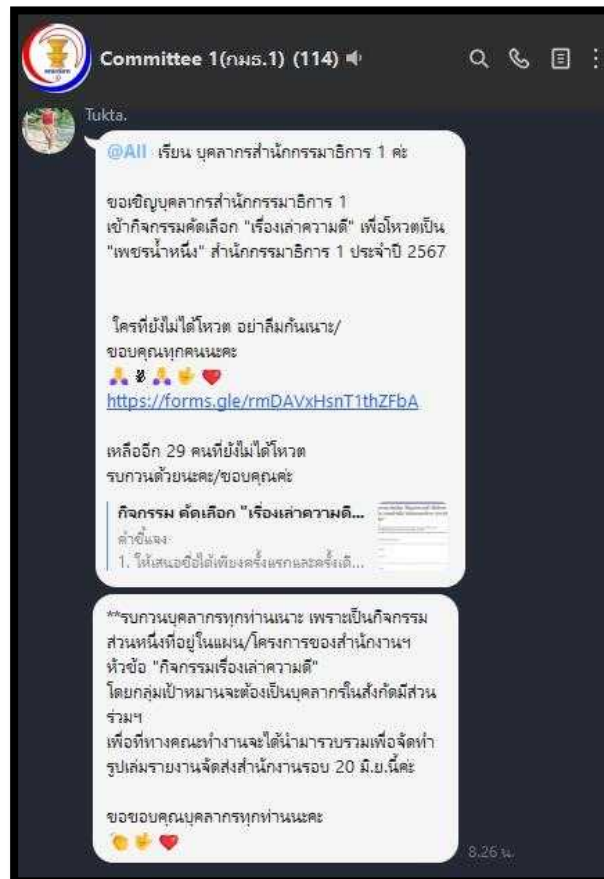 Committee 1(กมธ.1) (114)
Tukta.
@All เรียน บุคลากรสำนักกรรมาธิการ 1 ค่ะ
ขอเชิญบุคลากรสำนักกรรมาธิการ 1
เข้ากิจกรรมคัดเลือก "เรื่องเล่าความดี" เพื่อโหวตเป็น
"เพชรน้ำหนึ่ง" สำนักกรรมาธิการ 1 ประจำปี 2567
ใครที่ยังไม่ได้โหวต อย่าลืมกันเนาะ/
ขอบคุณทุกคนนะคะ
🙏✌🙏🤟❤
https://forms.gle/rmDAVxHsnT1thZFbA
เหลืออีก 29 คนที่ยังไม่ได้โหวต
รบกวนด้วยนะคะ/ขอบคุณค่ะ
กิจกรรม คัดเลือก "เรื่องเล่าความดี...
คำชี้แจง
1. ให้เสนอชื่อได้เพียงครั้งแรกและครั้งเดี...
**รบกวนบุคลากรทุกท่านเนาะ เพราะเป็นกิจกรรม
ส่วนหนึ่งที่อยู่ในแผน/โครงการของสำนักงานฯ
หัวข้อ "กิจกรรมเรื่องเล่าความดี"
โดยกลุ่มเป้าหมานจะต้องเป็นบุคลากรในสังกัดมีส่วน
ร่วมฯ
เพื่อที่ทางคณะทำงานจะได้นำมารวบรวมเพื่อจัดทำ
รูปเล่มรายงานจัดส่งสำนักงานรอบ 20 มิ.ย.นี้ค่ะ
ขอขอบคุณบุคลากรทุกท่านนะคะ
👏🤟❤
8.26 น.